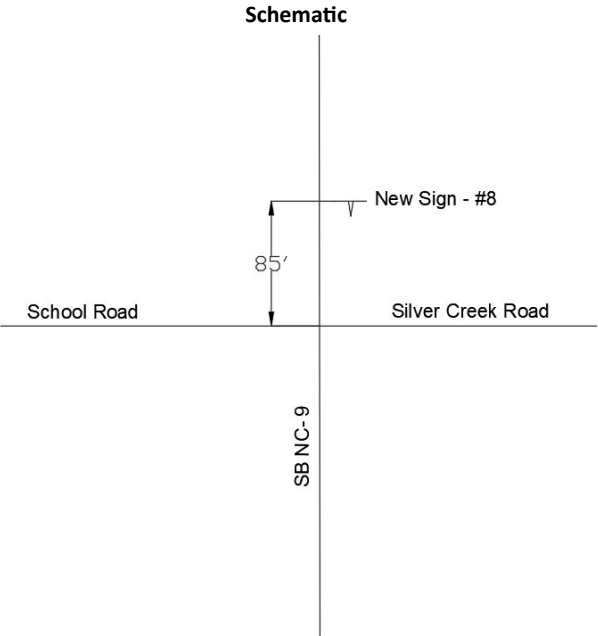 Schematic
New Sign - #8
85'
School Road
Silver Creek Road
SB NC-9